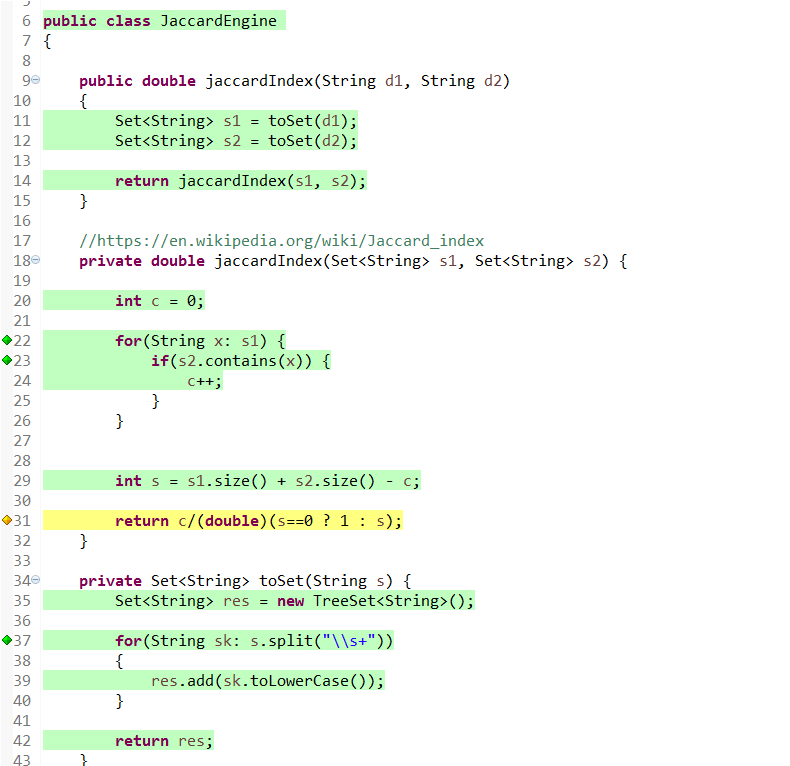 6 public class JaccardEngine
7 {
8
9 public double jaccardIndex(String d1, String d2)
10 {
11 Set<String> s1 = toSet(d1);
12 Set<String> s2 = toSet(d2);
13
14 return jaccardIndex(s1, s2);
15 }
16
17 //https://en.wikipedia.org/wiki/Jaccard_index
18 private double jaccardIndex(Set<String> s1, Set<String> s2) {
19
20 int c = 0;
21
22 for(String x: s1) {
23 if(s2.contains(x)) {
24 c++;
25 }
26 }
27
28
29 int s = s1.size() + s2.size() - c;
30
31 return c/(double)(s==0 ? 1 : s);
32 }
33
34 private Set<String> toSet(String s) {
35 Set<String> res = new TreeSet<String>();
36
37 for(String sk: s.split("\\s+"))
38 {
39 res.add(sk.toLowerCase());
40 }
41
42 return res;
43 }